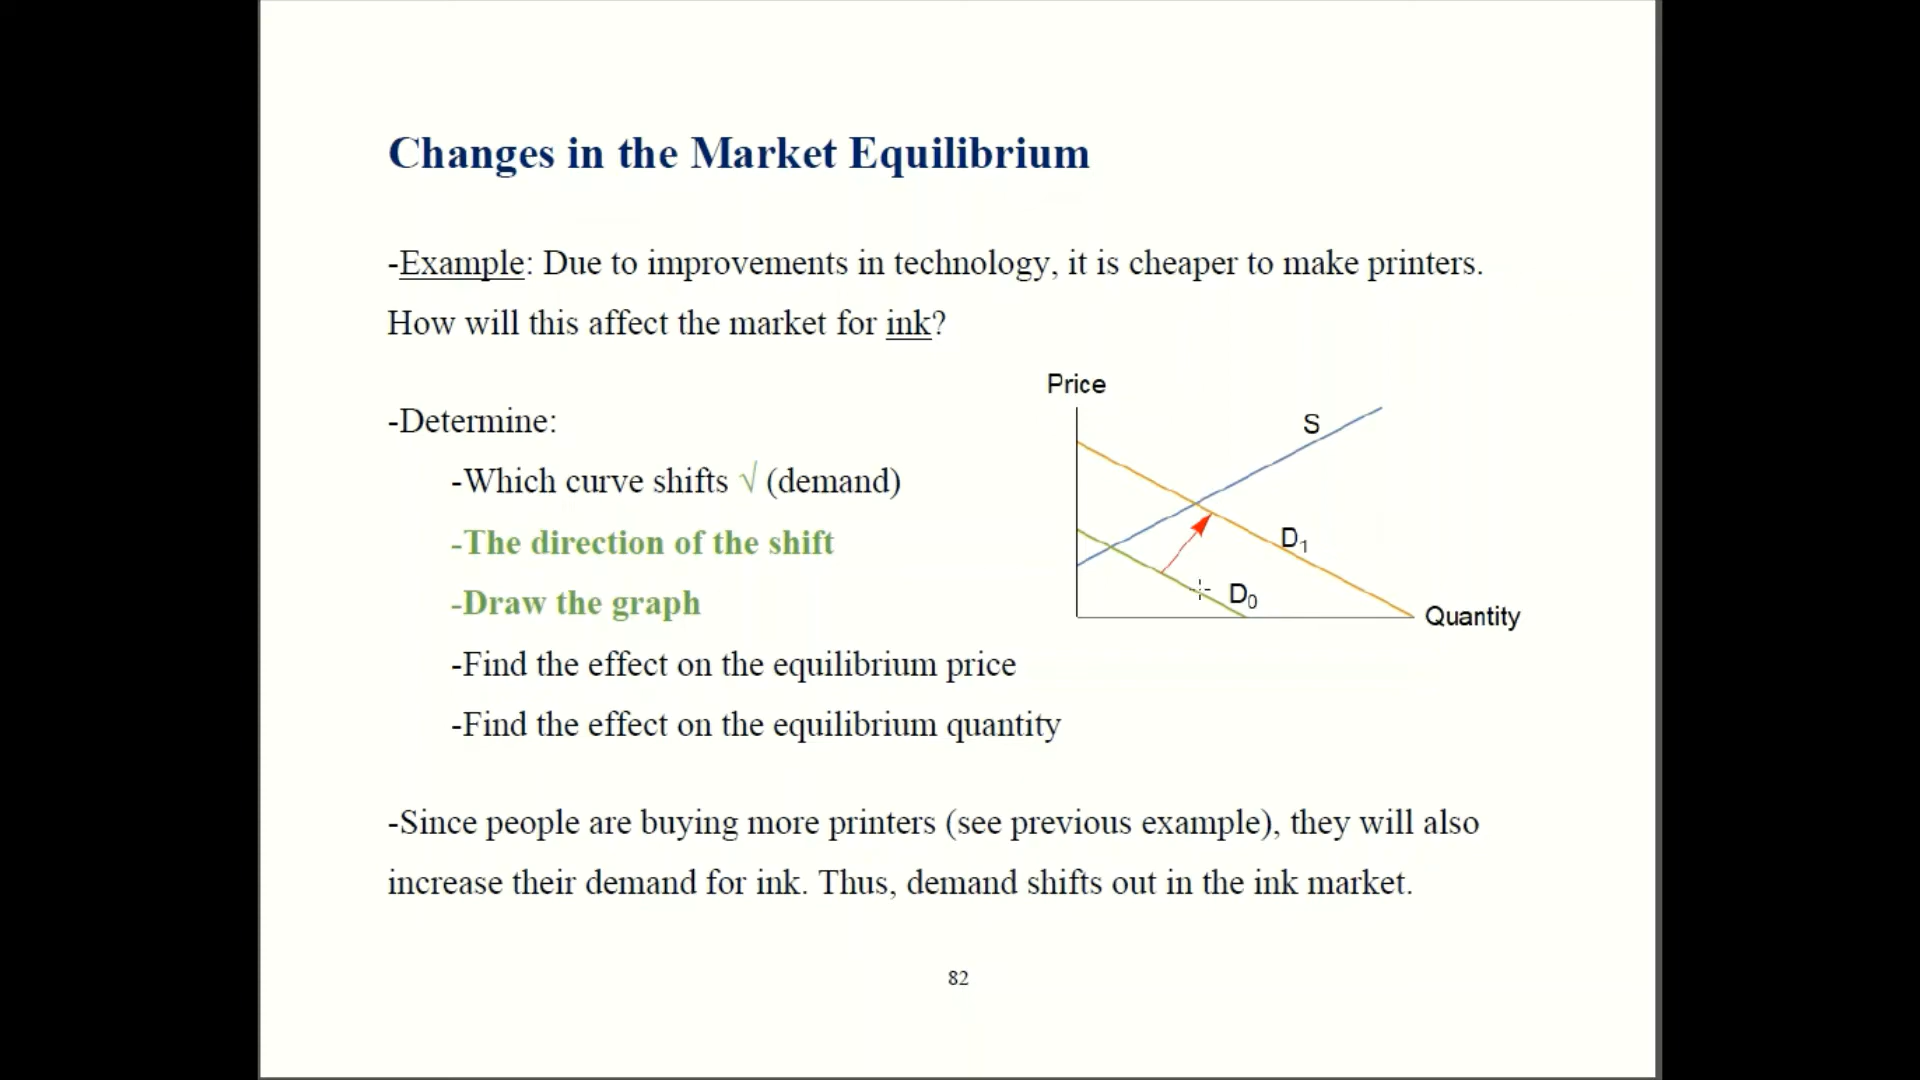 Changes in the Market Equilibrium
-Example: Due to improvements in technology, it is cheaper to make printers.
How will this affect the market for ink?
-Determine:
-Which curve shifts √ (demand)
-The direction of the shift
-Draw the graph
-Find the effect on the equilibrium price
-Find the effect on the equilibrium quantity
Price
S
D₁
D₀
Quantity
-Since people are buying more printers (see previous example), they will also
increase their demand for ink. Thus, demand shifts out in the ink market.
82